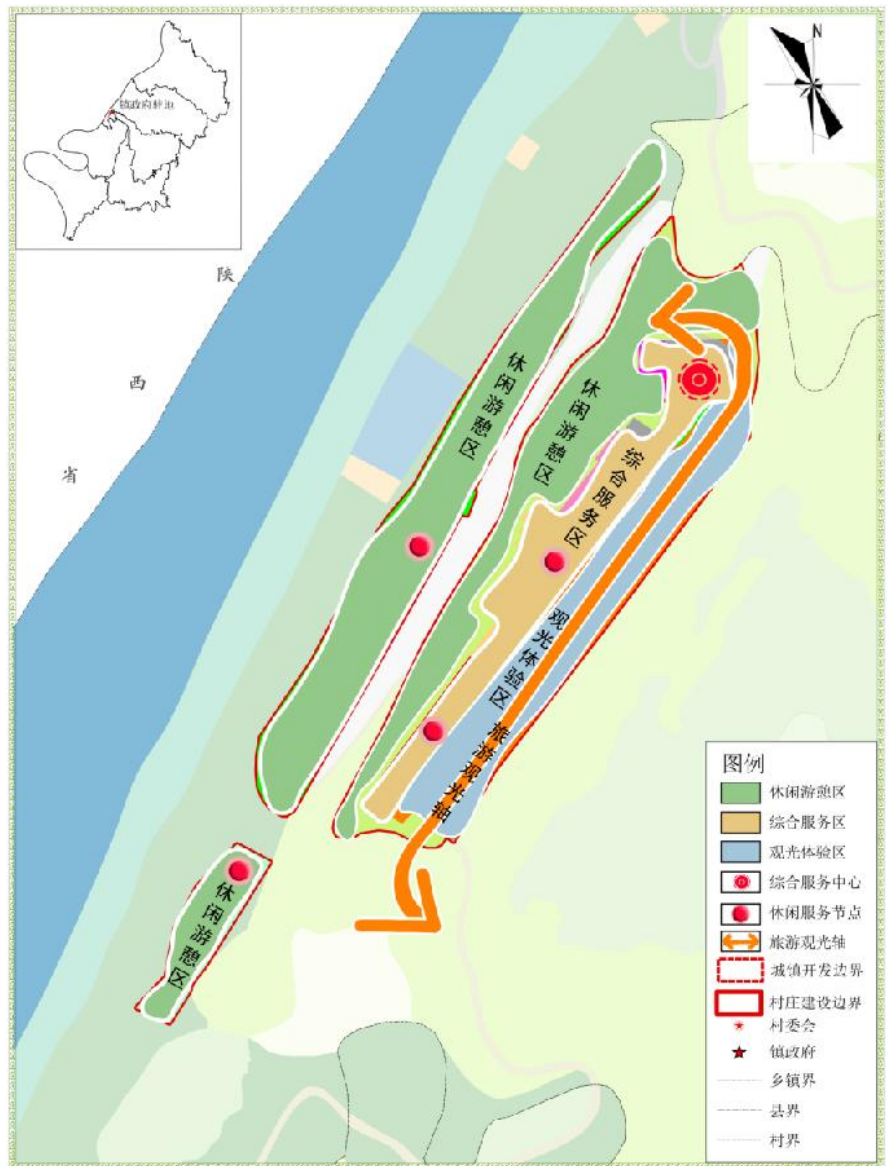 镇政府驻地
N
陕
西
省
休闲游憩区
休闲游憩区
综合服务区
观光体验区
旅游观光轴
休闲游憩区
图例
休闲游憩区
综合服务区
观光体验区
综合服务中心
休闲服务节点
旅游观光轴
城镇开发边界
村庄建设边界
村委会
镇政府
乡镇界
县界
村界